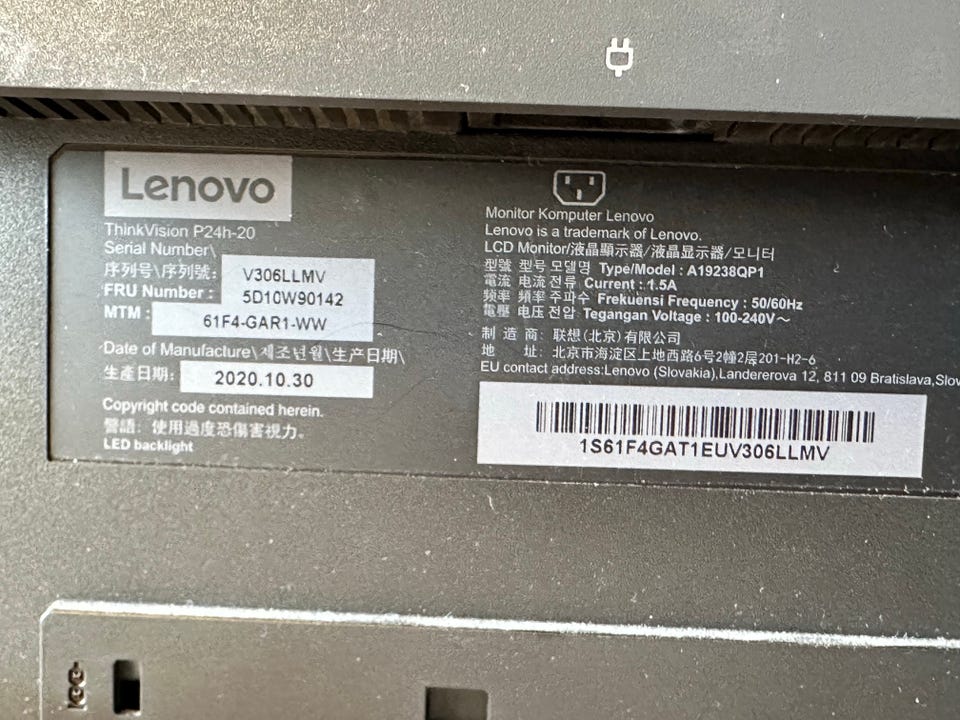 Lenovo
ThinkVision P24h-20
Serial Number\
序列号\序列號: V306LLMV
FRU Number : 5D10W90142
MTM : 61F4-GAR1-WW
Date of Manufacture\제조년월\生产日期\
生產日期: 2020.10.30
Copyright code contained herein.
警語: 使用過度恐傷害視力。
LED backlight
Monitor Komputer Lenovo
Lenovo is a trademark of Lenovo.
LCD Monitor/液晶顯示器/液晶显示器/モニタ
型號 型号 모델명 Type/Model : A19238QP1
電流 电流 전류 Current : 1.5A
頻率 频率 주파수 Frekuensi Frequency : 50/60Hz
電壓 电压 전압 Tegangan Voltage : 100-240V～
制 造 商: 联想(北京)有限公司
地 址: 北京市海淀区上地西路6号2幢2层201-H2-6
EU contact address:Lenovo (Slovakia),Landererova 12, 811 09 Bratislava,Slov
1S61F4GAT1EUV306LLMV